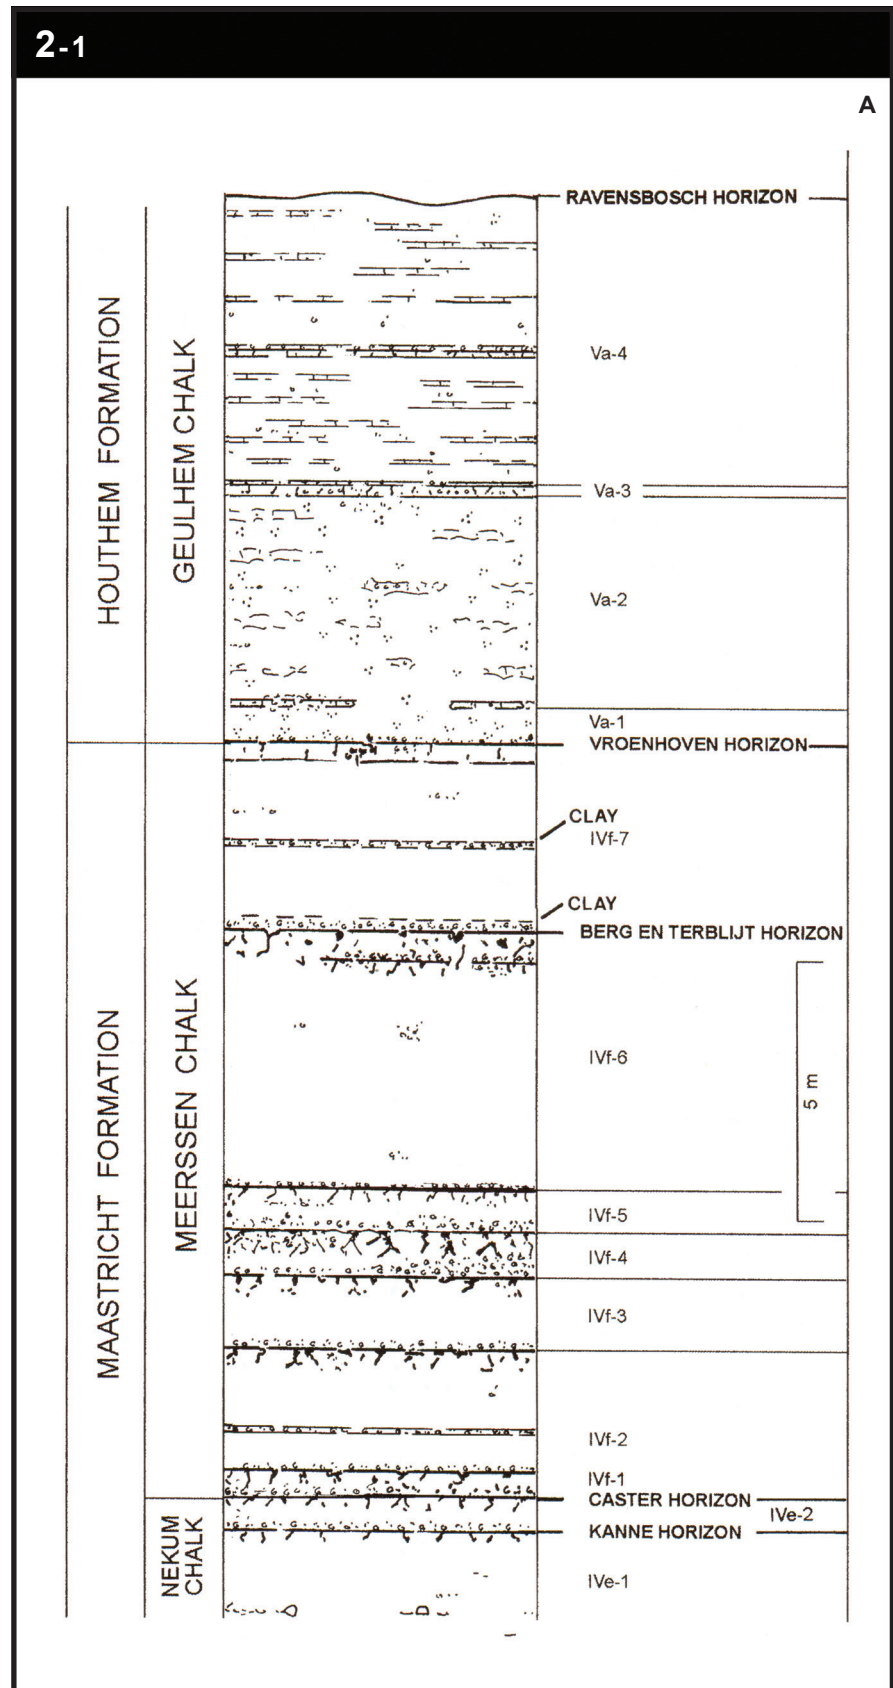 2-1
A
RAVENSBOSCH HORIZON
HOUTHEM FORMATION
GEULHEM CHALK
Va-4
Va-3
Va-2
Va-1
VROENHOVEN HORIZON
CLAY
IVf-7
CLAY
BERG EN TERBLIJT HORIZON
MAASTRICHT FORMATION
MEERSSEN CHALK
IVf-6
5 m
IVf-5
IVf-4
IVf-3
IVf-2
IVf-1
CASTER HORIZON
IVe-2
KANNE HORIZON
NEKUM
CHALK
IVe-1